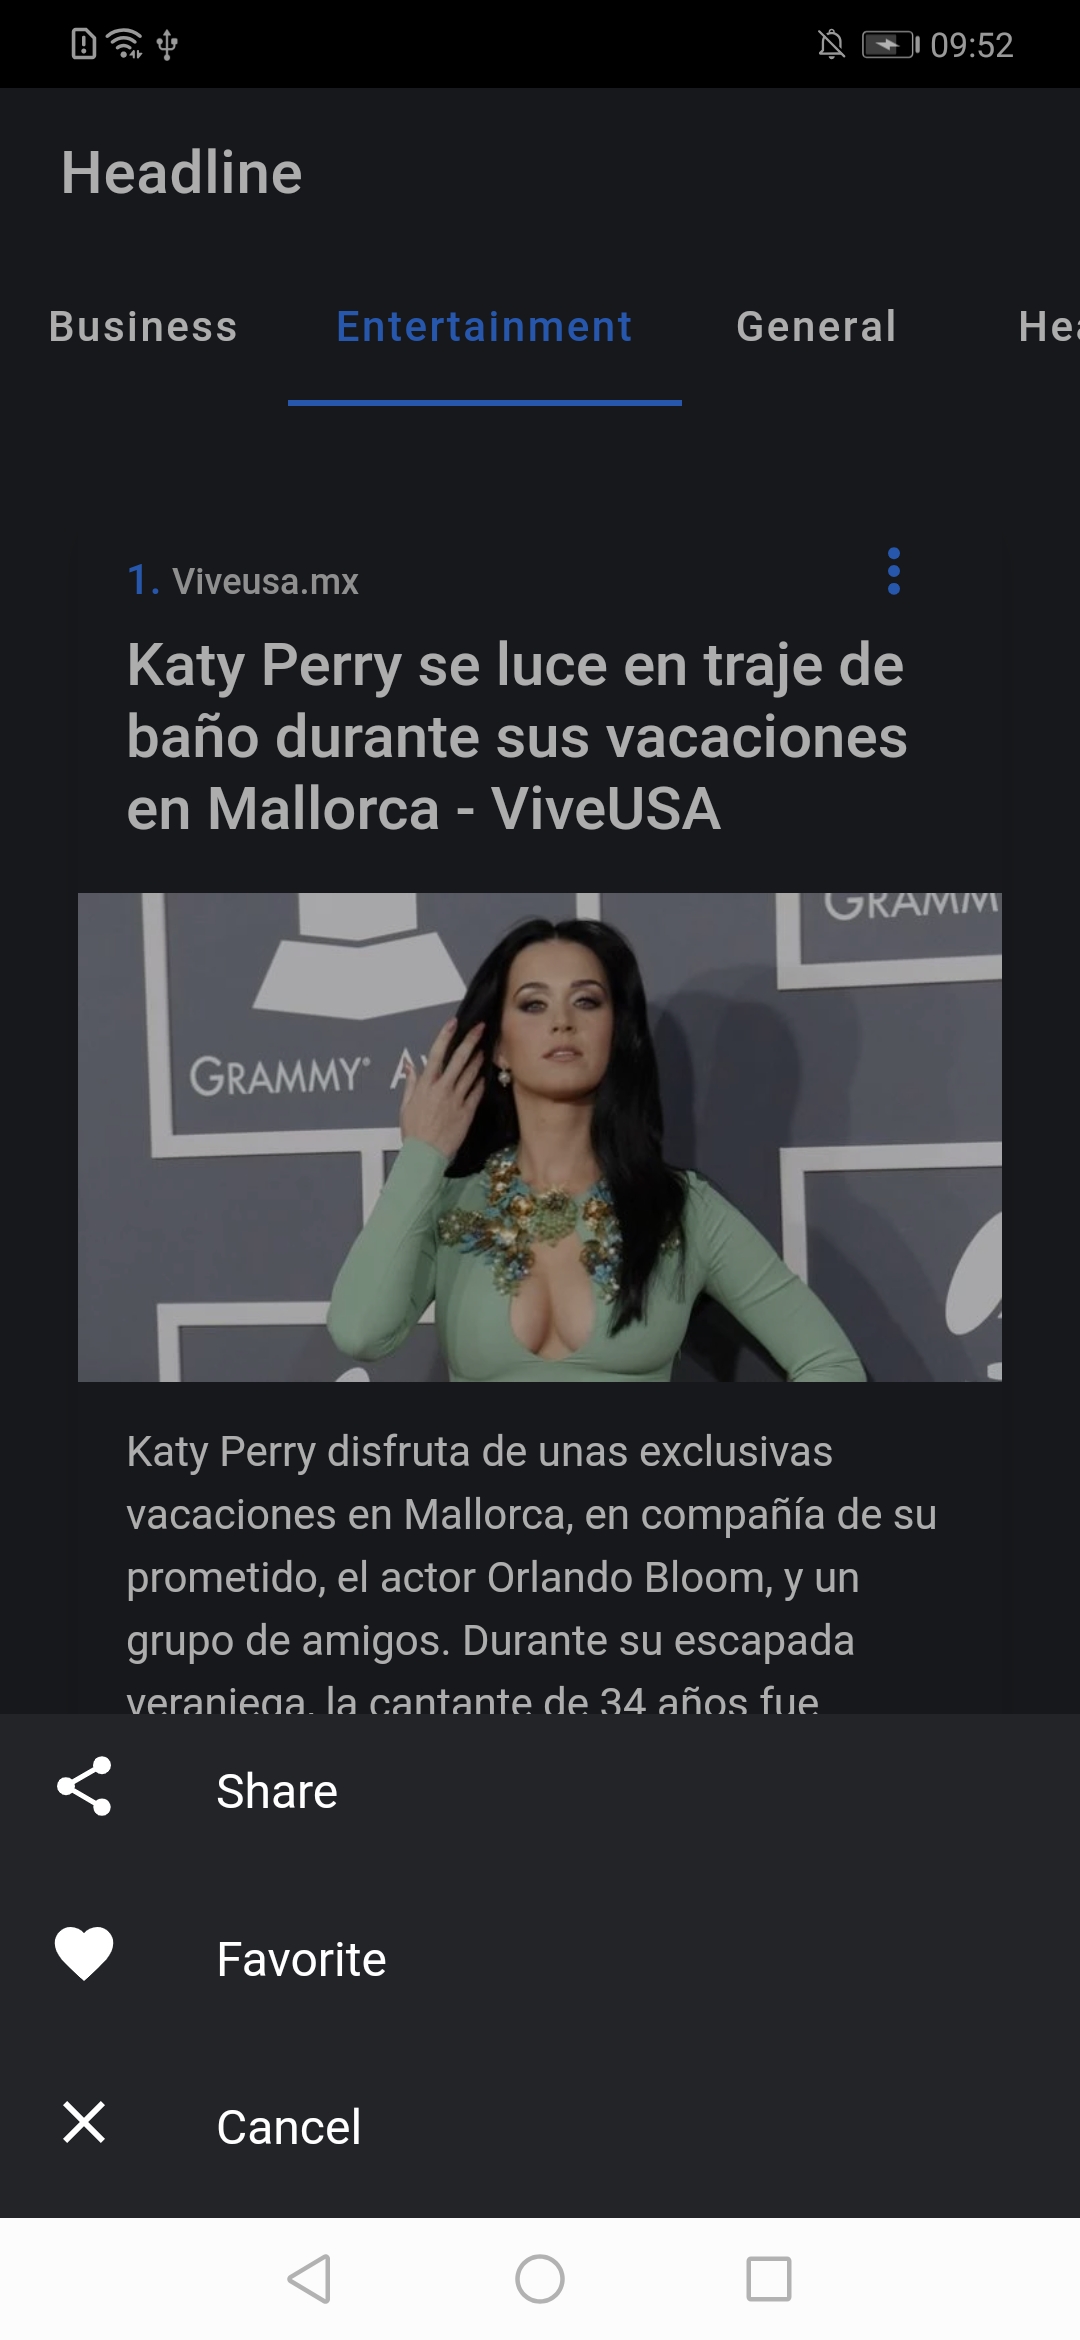 09:52
Headline
Business Entertainment General Hea
1. Viveusa.mx
Katy Perry se luce en traje de
baño durante sus vacaciones
en Mallorca - ViveUSA
GRAMM
GRAMMY® A
Katy Perry disfruta de unas exclusivas
vacaciones en Mallorca, en compañía de su
prometido, el actor Orlando Bloom, y un
grupo de amigos. Durante su escapada
veraniega, la cantante de 34 años fue
Share
Favorite
Cancel